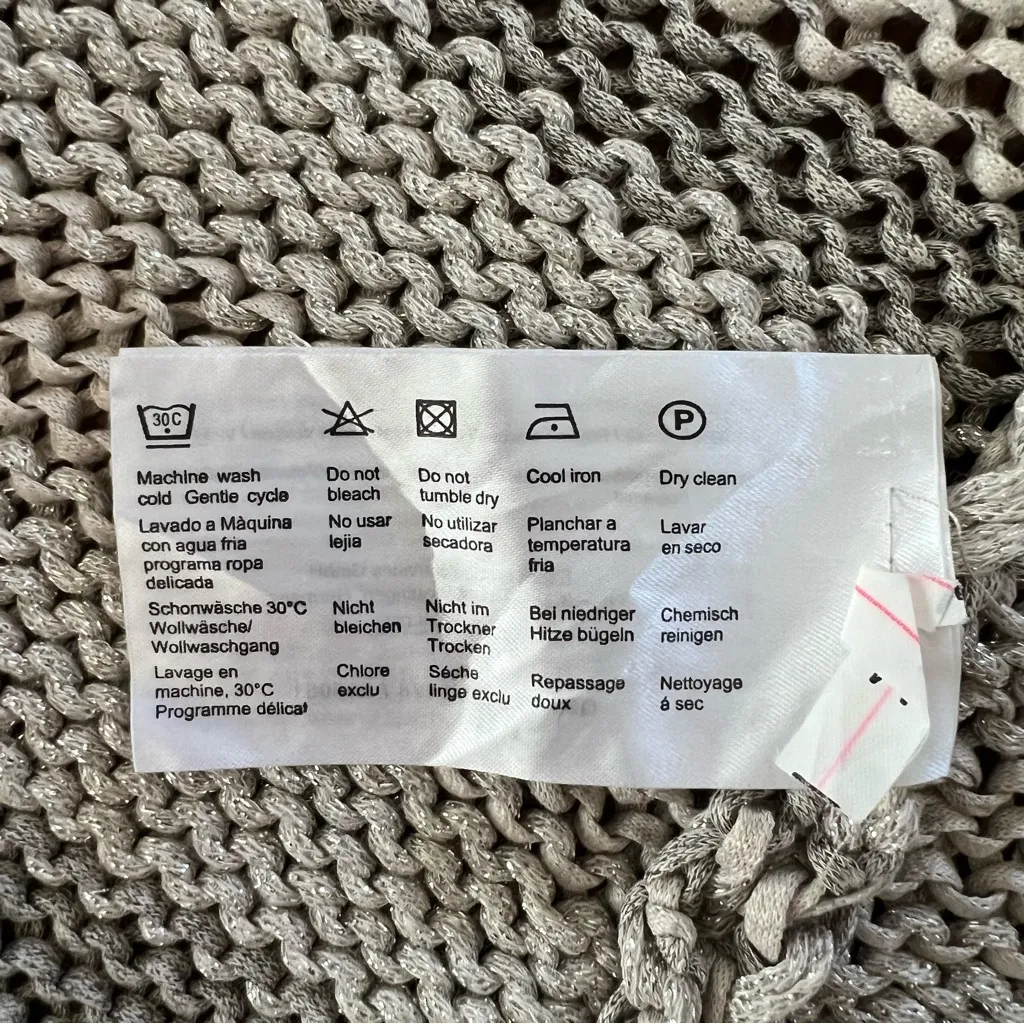 30C
P
Machine wash
cold Gentle cycle
Do not
bleach
Do not
tumble dry
Cool iron
Dry clean
Lavado a Màquina
con agua fria
programa ropa
delicada
No usar
lejia
No utilizar
secadora
Planchar a
temperatura
fria
Lavar
en seco
Schonwäsche 30°C
Wollwäsche/
Wollwaschgang
Nicht
bleichen
Nicht im
Trockner
Trocken
Bei niedriger
Hitze bügeln
Chemisch
reinigen
Lavage en
machine, 30°C
Programme délicat
Chlore
exclu
Séche
linge exclu
Repassage
doux
Nettoyage
á sec